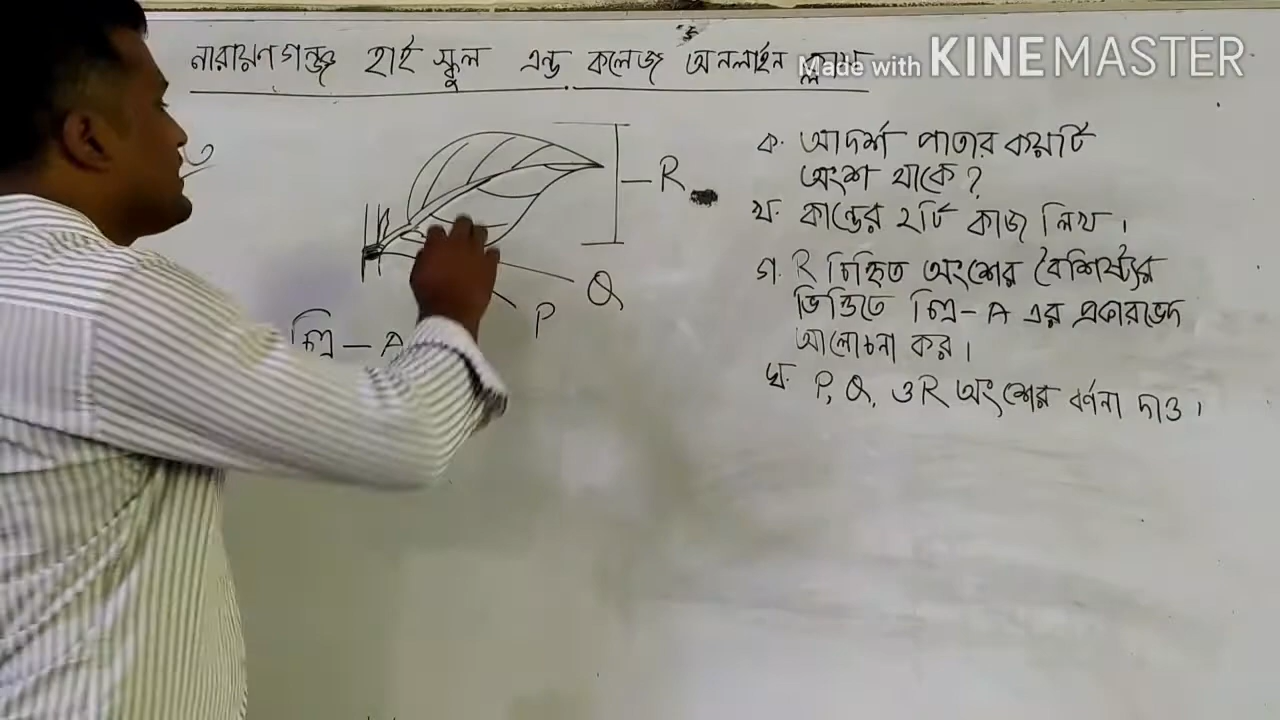 নারায়ণগঞ্জ হাই স্কুল এন্ড কলেজ অনলাইন ক্লাস
Made with KINEMASTER
R
Q
P
চিত্র - A
ক. আদর্শ পাতার কয়টি
অংশ থাকে?
খ. কান্ডের ২টি কাজ লিখ।
গ. R চিহ্নিত অংশের বৈশিষ্ট্যের
ভিত্তিতে চিত্র - A এর প্রকারভেদ
আলোচনা কর।
ঘ. P, Q, ও R অংশের বর্ণনা দাও।